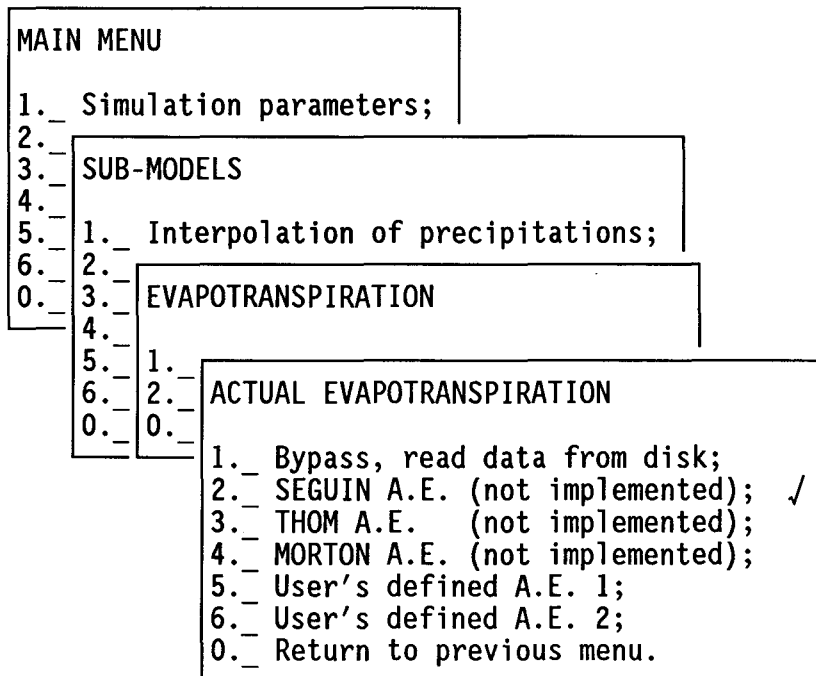 MAIN MENU
1._ Simulation parameters;
2._
3._
4._
5._
6._
0._
SUB-MODELS
1._ Interpolation of precipitations;
2._
3._
4._
5._
6._
0._
EVAPOTRANSPIRATION
1._
2._
0._
ACTUAL EVAPOTRANSPIRATION
1._ Bypass, read data from disk;
2._ SEGUIN A.E. (not implemented); √
3._ THOM A.E. (not implemented);
4._ MORTON A.E. (not implemented);
5._ User's defined A.E. 1;
6._ User's defined A.E. 2;
0._ Return to previous menu.